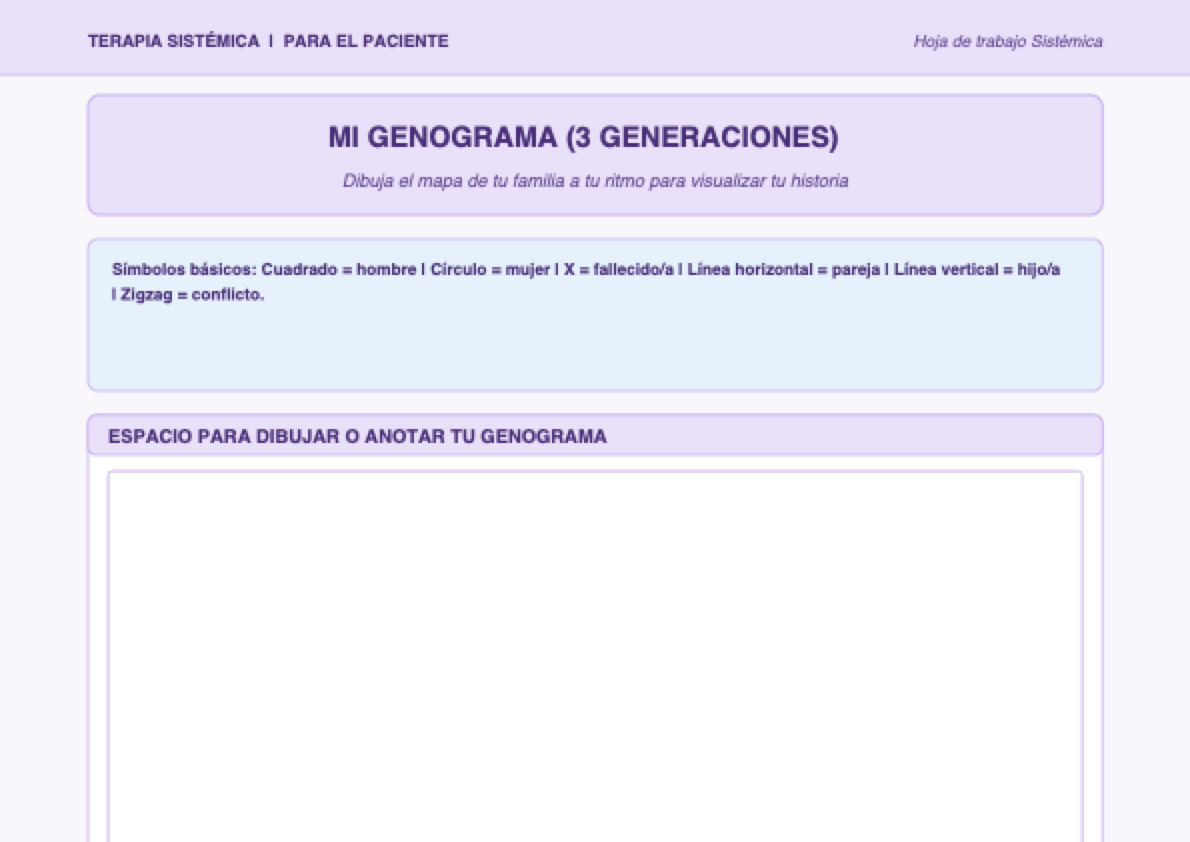 TERAPIA SISTÉMICA | PARA EL PACIENTE
Hoja de trabajo Sistémica
MI GENOGRAMA (3 GENERACIONES)
Dibuja el mapa de tu familia a tu ritmo para visualizar tu historia
Símbolos básicos: Cuadrado = hombre | Círculo = mujer | X = fallecido/a | Línea horizontal = pareja | Línea vertical = hijo/a
| Zigzag = conflicto.
ESPACIO PARA DIBUJAR O ANOTAR TU GENOGRAMA